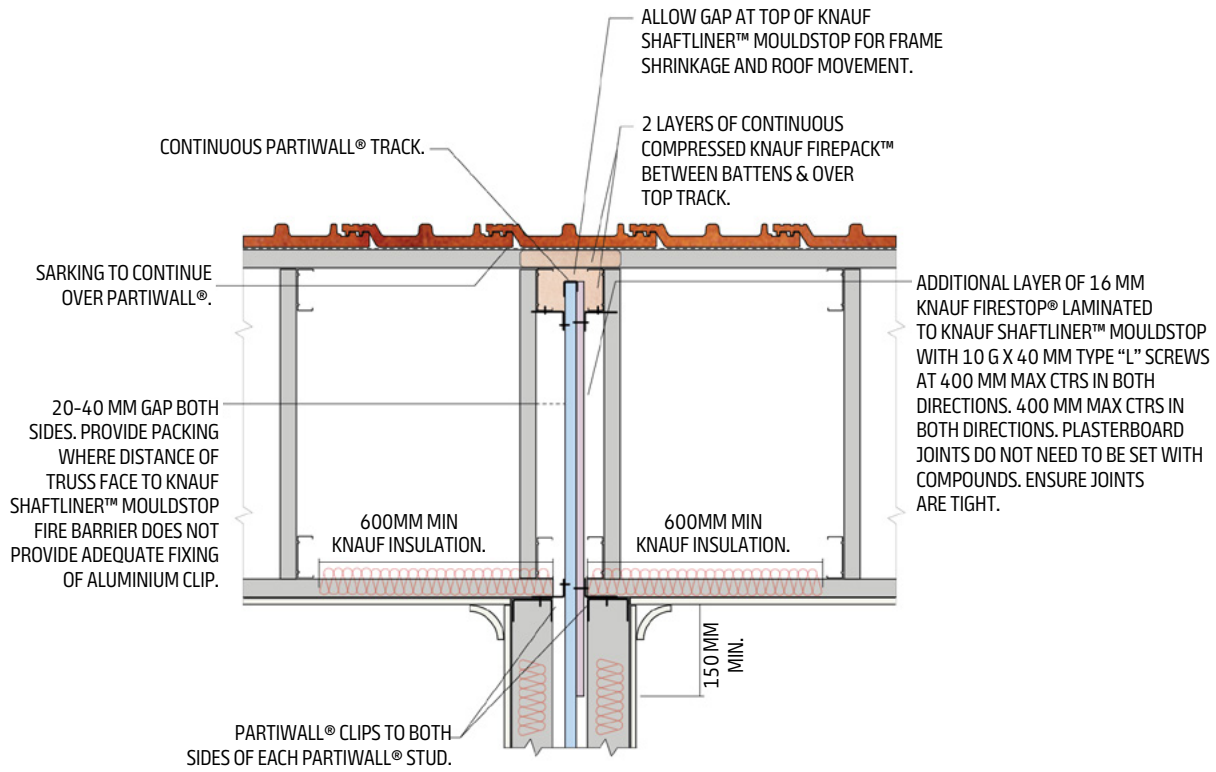 ALLOW GAP AT TOP OF KNAUF
SHAFTLINER™ MOULDSTOP FOR FRAME
SHRINKAGE AND ROOF MOVEMENT.
2 LAYERS OF CONTINUOUS
COMPRESSED KNAUF FIREPACK™
BETWEEN BATTENS & OVER
TOP TRACK.
CONTINUOUS PARTIWALL® TRACK.
SARKING TO CONTINUE
OVER PARTIWALL®.
ADDITIONAL LAYER OF 16 MM
KNAUF FIRESTOP® LAMINATED
TO KNAUF SHAFTLINER™ MOULDSTOP
WITH 10 G X 40 MM TYPE “L” SCREWS
AT 400 MM MAX CTRS IN BOTH
DIRECTIONS. 400 MM MAX CTRS IN
BOTH DIRECTIONS. PLASTERBOARD
JOINTS DO NOT NEED TO BE SET WITH
COMPOUNDS. ENSURE JOINTS
ARE TIGHT.
20-40 MM GAP BOTH
SIDES. PROVIDE PACKING
WHERE DISTANCE OF
TRUSS FACE TO KNAUF
SHAFTLINER™ MOULDSTOP
FIRE BARRIER DOES NOT
PROVIDE ADEQUATE FIXING
OF ALUMINIUM CLIP.
600MM MIN
KNAUF INSULATION.
600MM MIN
KNAUF INSULATION.
150 MM
MIN.
PARTIWALL® CLIPS TO BOTH
SIDES OF EACH PARTIWALL® STUD.